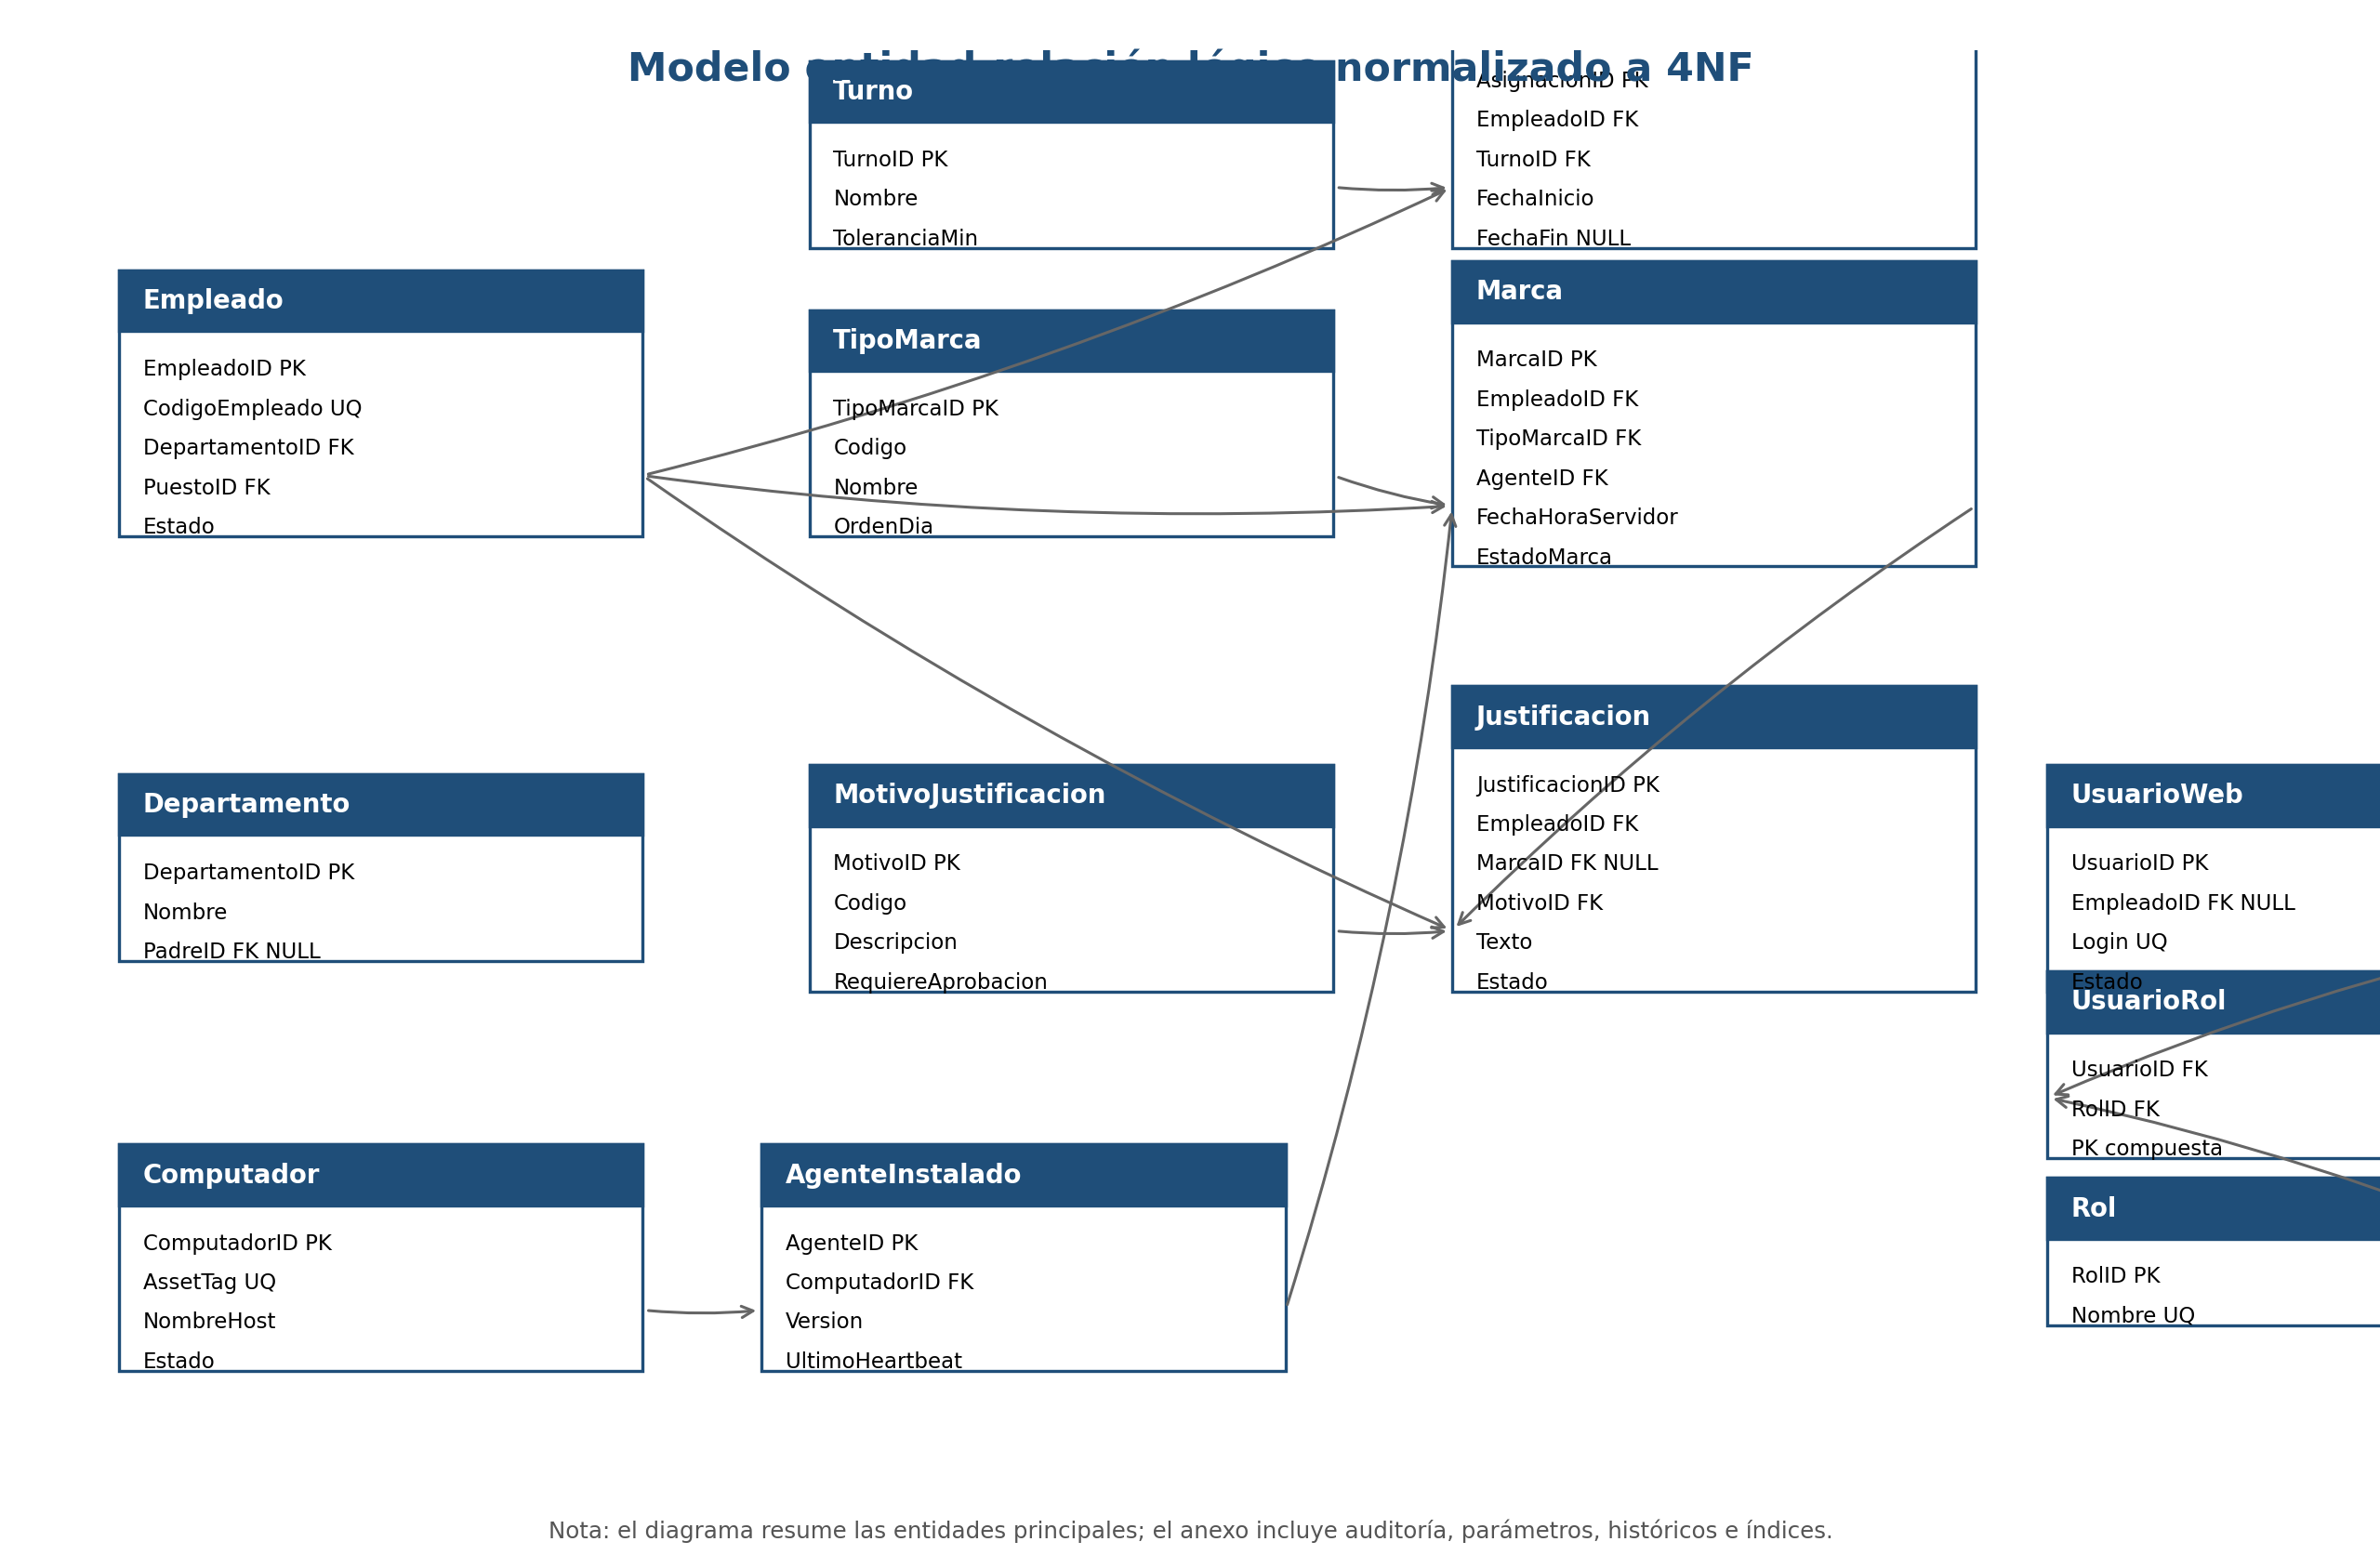 Modelo entidad-relación lógico normalizado a 4NF
Turno
TurnoID PK
Nombre
ToleranciaMin
AsignacionID PK
EmpleadoID FK
TurnoID FK
FechaInicio
FechaFin NULL
Empleado
EmpleadoID PK
CodigoEmpleado UQ
DepartamentoID FK
PuestoID FK
Estado
TipoMarca
TipoMarcaID PK
Codigo
Nombre
OrdenDia
Marca
MarcaID PK
EmpleadoID FK
TipoMarcaID FK
AgenteID FK
FechaHoraServidor
EstadoMarca
Departamento
DepartamentoID PK
Nombre
PadreID FK NULL
MotivoJustificacion
MotivoID PK
Codigo
Descripcion
RequiereAprobacion
Justificacion
JustificacionID PK
EmpleadoID FK
MarcaID FK NULL
MotivoID FK
Texto
Estado
UsuarioWeb
UsuarioID PK
EmpleadoID FK NULL
Login UQ
Estado
UsuarioRol
UsuarioID FK
RolID FK
PK compuesta
Computador
ComputadorID PK
AssetTag UQ
NombreHost
Estado
AgenteInstalado
AgenteID PK
ComputadorID FK
Version
UltimoHeartbeat
Rol
RolID PK
Nombre UQ
Nota: el diagrama resume las entidades principales; el anexo incluye auditoría, parámetros, históricos e índices.